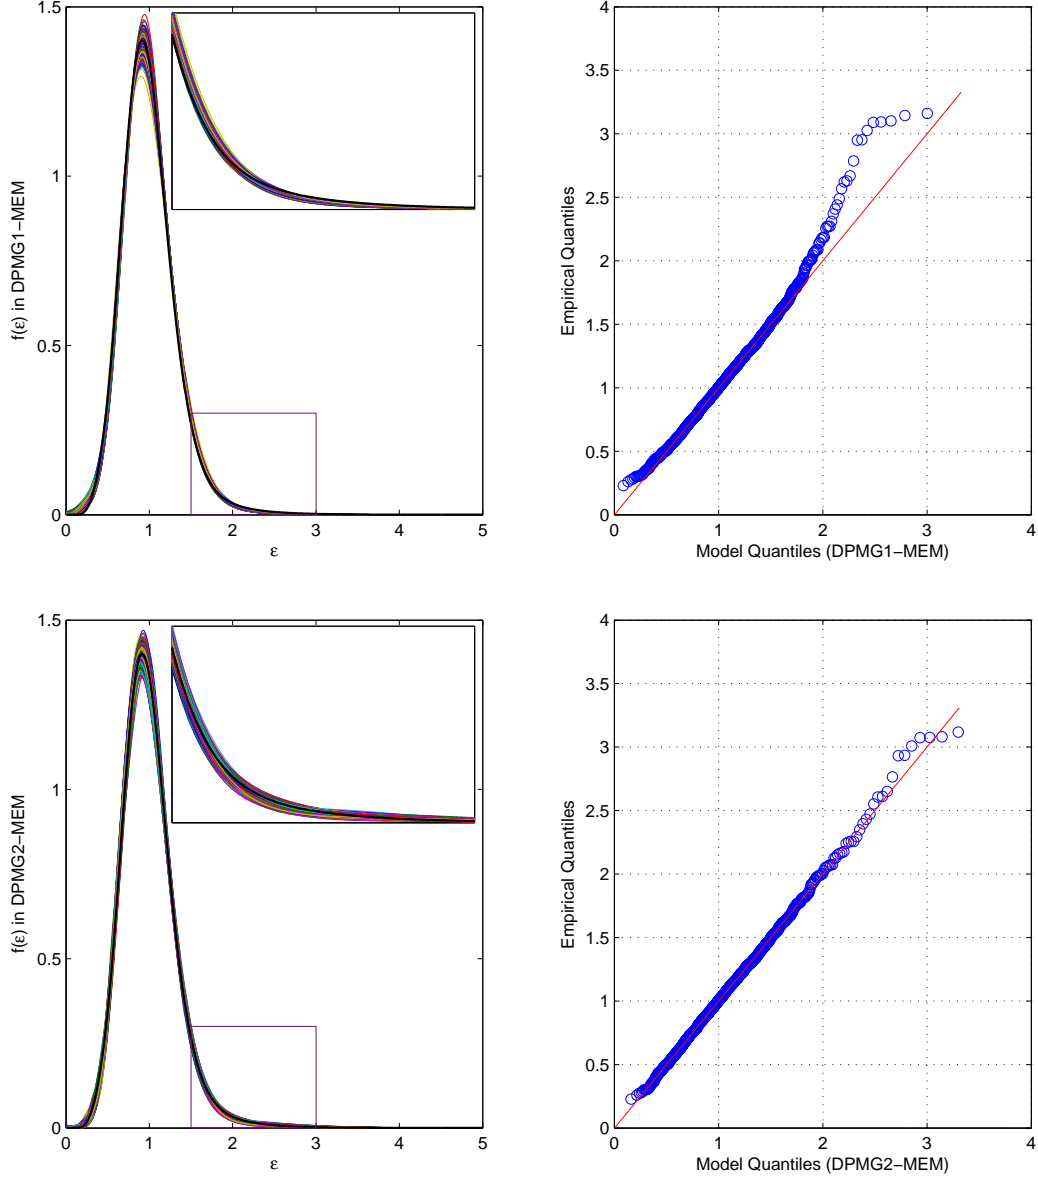 1.5
1
0.5
0
0 1 2 3 4 5
ε
f(ε) in DPMG1−MEM
4
3.5
3
2.5
2
1.5
1
0.5
0
0 1 2 3 4
Model Quantiles (DPMG1−MEM)
Empirical Quantiles
1.5
1
0.5
0
0 1 2 3 4 5
ε
f(ε) in DPMG2−MEM
4
3.5
3
2.5
2
1.5
1
0.5
0
0 1 2 3 4
Model Quantiles (DPMG2−MEM)
Empirical Quantiles